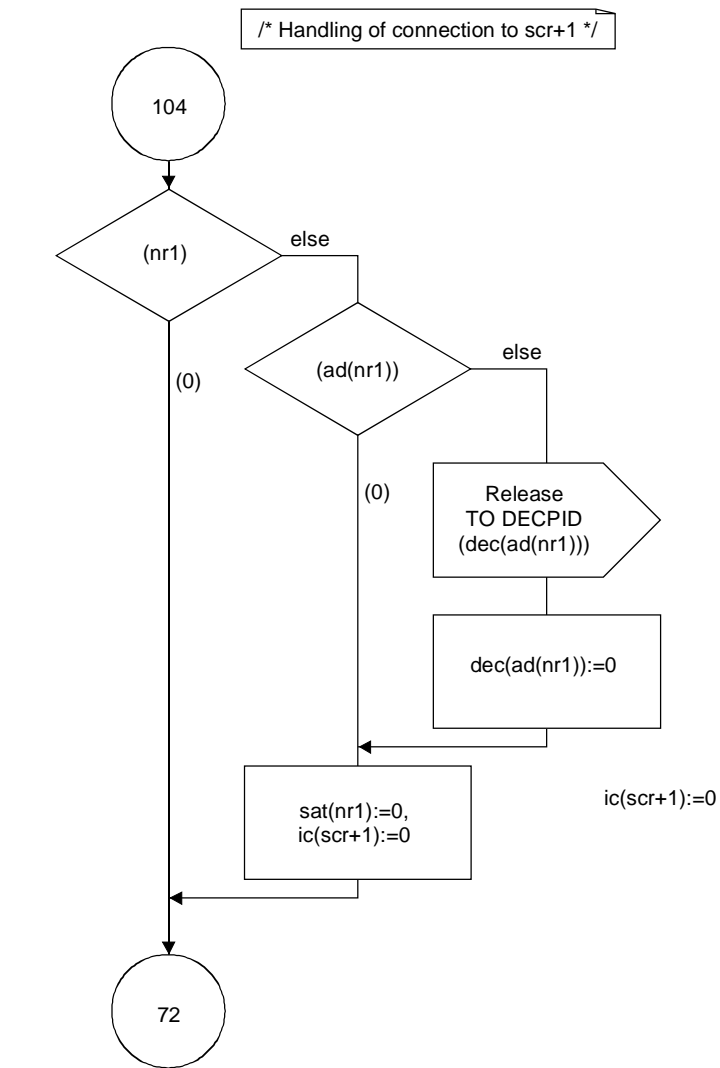 /* Handling of connection to scr+1 */
104
(nr1)
else
(ad(nr1))
else
(0)
(0)
Release
TO DECPID
(dec(ad(nr1)))
dec(ad(nr1)):=0
sat(nr1):=0,
ic(scr+1):=0
ic(scr+1):=0
72